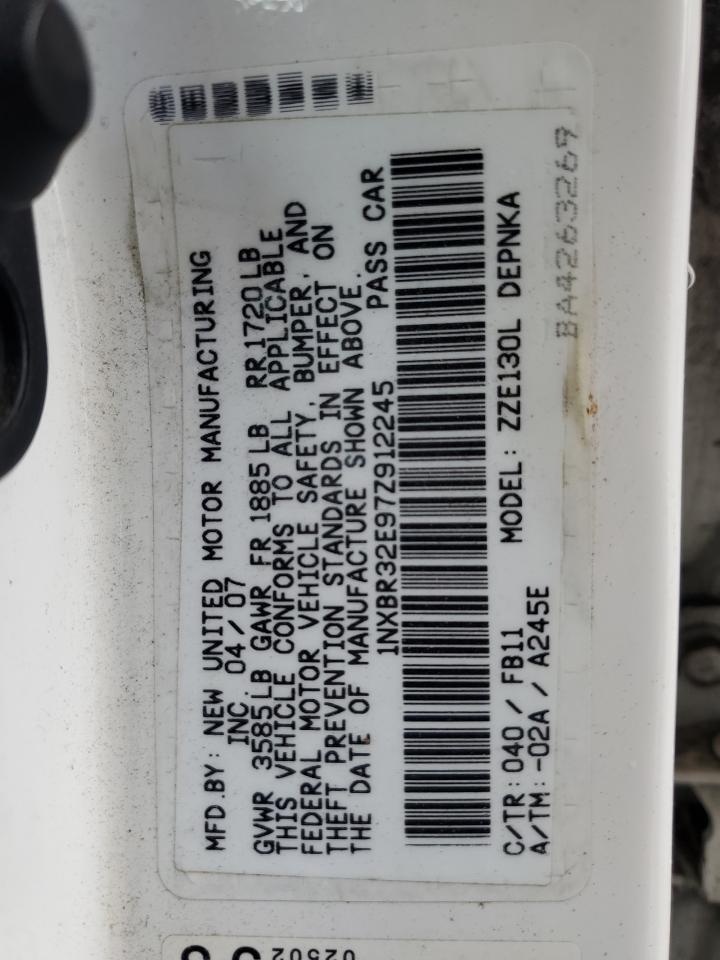 MFD.BY: NEW UNITED MOTOR MANUFACTURING
INC. 04/07
GVWR 3585LB GAWR FR 1885LB RR1720LB
THIS VEHICLE CONFORMS TO ALL APPLICABLE
FEDERAL MOTOR VEHICLE SAFETY, BUMPER, AND
THEFT PREVENTION STANDARDS IN EFFECT ON
THE DATE OF MANUFACTURE SHOWN ABOVE.
1NXBR32E97Z912245 PASS CAR
C/TR: 040 / FB11 MODEL: ZZE130L DEPNKA
A/TM: -02A / A245E
BA4263269